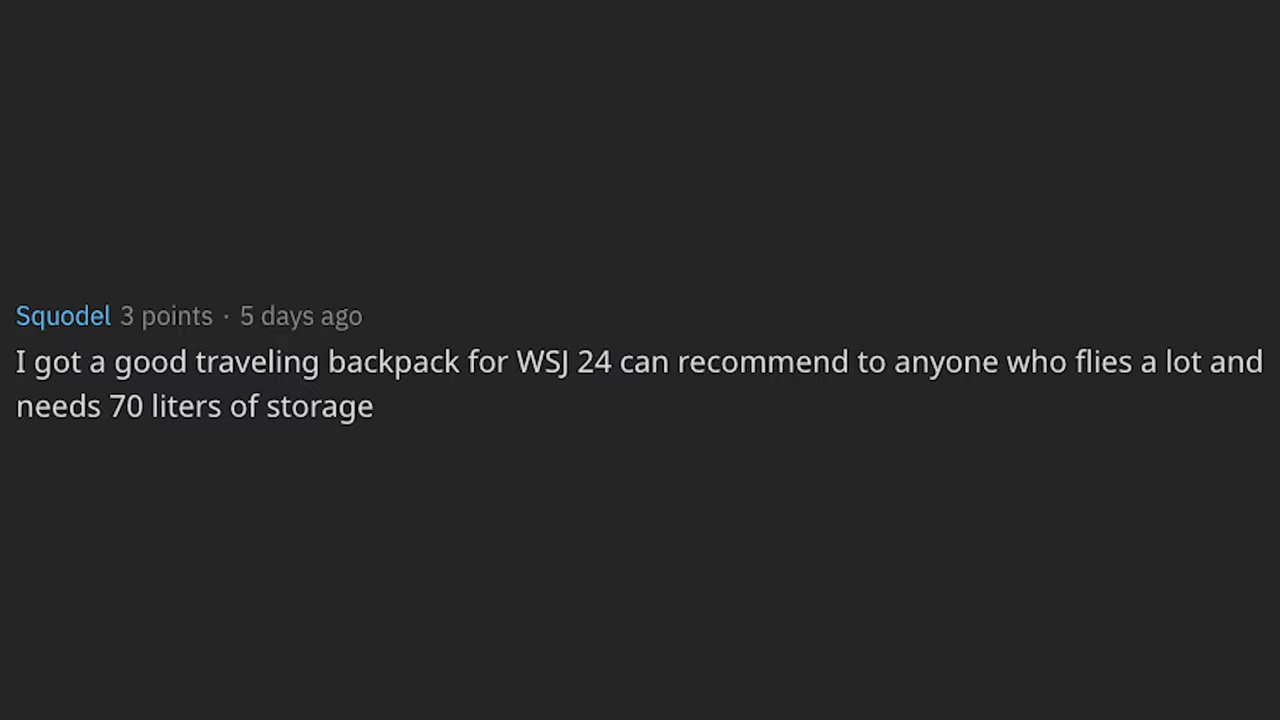 Squodel 3 points · 5 days ago
I got a good traveling backpack for WSJ 24 can recommend to anyone who flies a lot and
needs 70 liters of storage